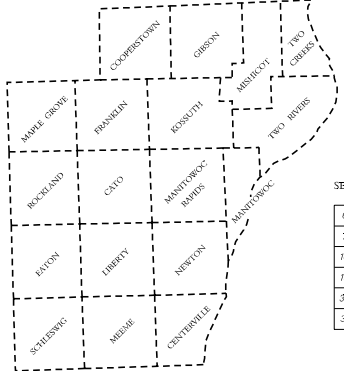 COOPERSTOWN
GIBSON
MISHICOT
TWO
CREEKS
MAPLE GROVE
FRANKLIN
KOSSUTH
TWO RIVERS
ROCKLAND
CATO
MANITOWOC
RAPIDS
MANITOWOC
EATON
LIBERTY
NEWTON
SCHLESWIG
MEEME
CENTERVILLE